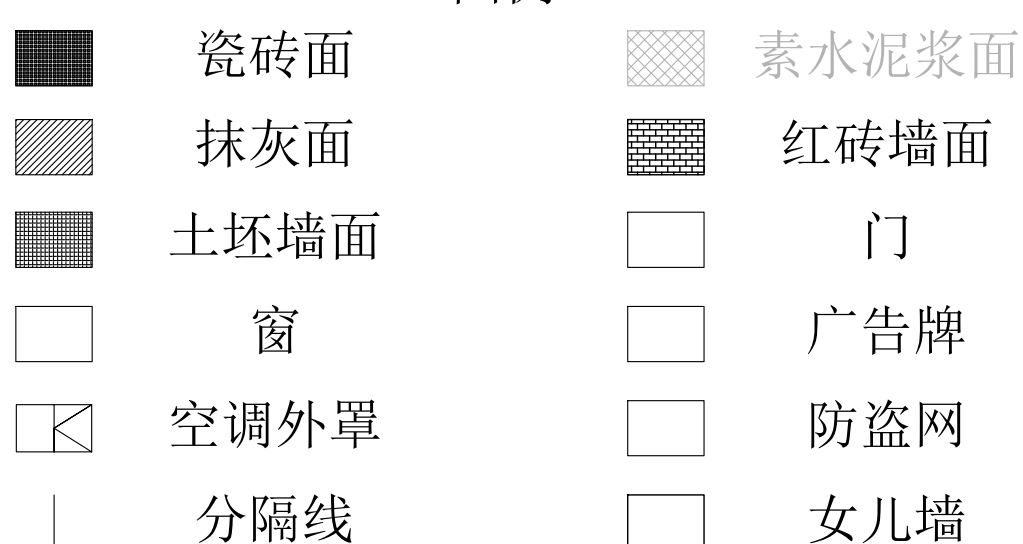 瓷砖面 素水泥浆面
抹灰面 红砖墙面
土坯墙面 门
窗 广告牌
空调外罩 防盗网
分隔线 女儿墙